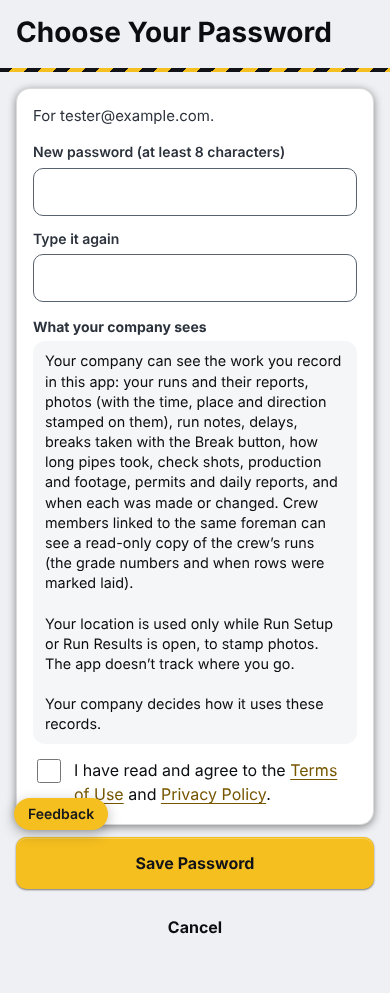 Choose Your Password
For tester@example.com.
New password (at least 8 characters)
Type it again
What your company sees
Your company can see the work you record
in this app: your runs and their reports,
photos (with the time, place and direction
stamped on them), run notes, delays,
breaks taken with the Break button, how
long pipes took, check shots, production
and footage, permits and daily reports, and
when each was made or changed. Crew
members linked to the same foreman can
see a read-only copy of the crew’s runs
(the grade numbers and when rows were
marked laid).
Your location is used only while Run Setup
or Run Results is open, to stamp photos.
The app doesn’t track where you go.
Your company decides how it uses these
records.
I have read and agree to the Terms
of Use and Privacy Policy.
Feedback
Save Password
Cancel